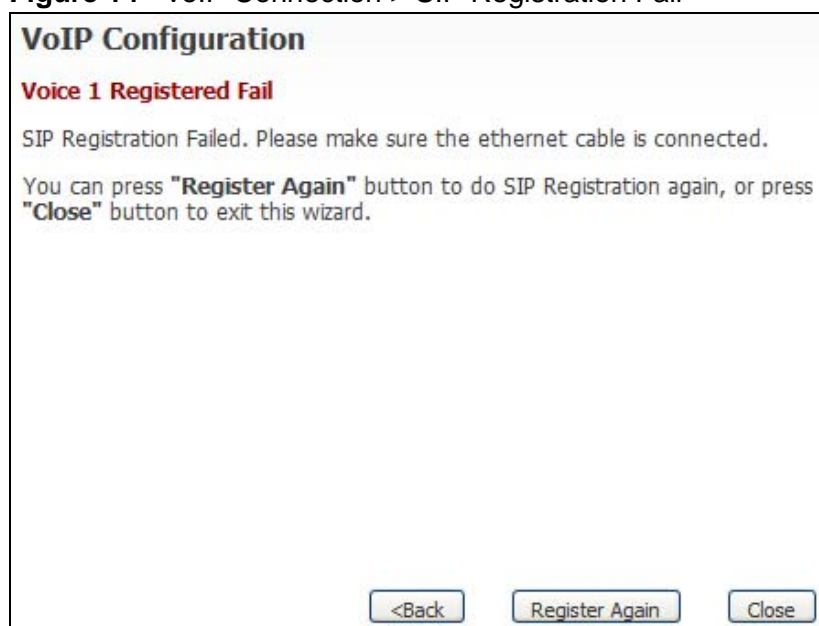 VoIP Configuration
Voice 1 Registered Fail
SIP Registration Failed. Please make sure the ethernet cable is connected.
You can press "Register Again" button to do SIP Registration again, or press
"Close" button to exit this wizard.
<Back Register Again Close